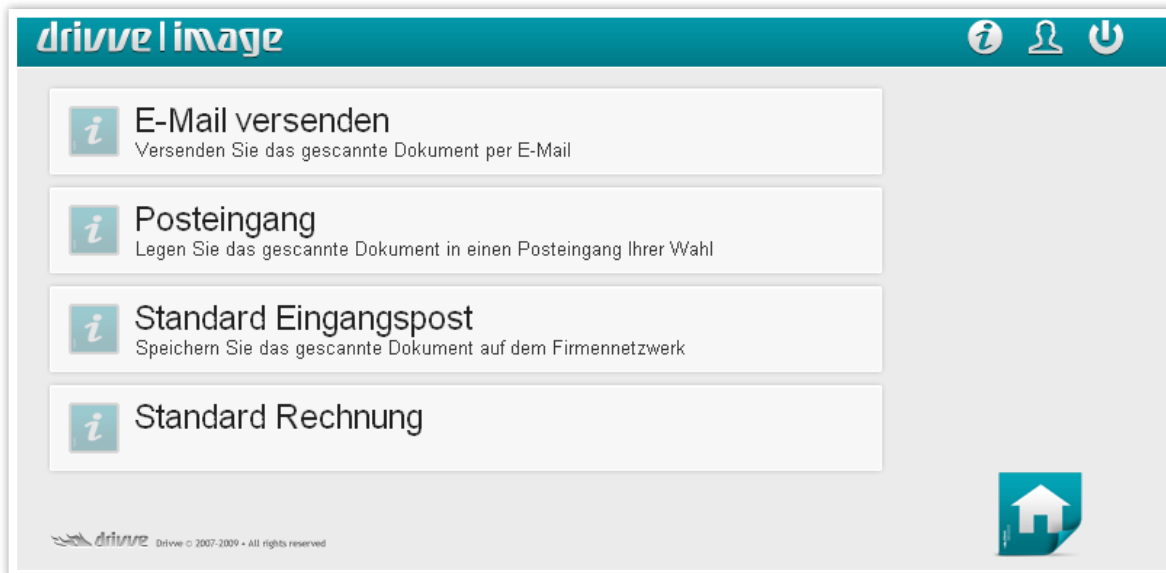 drivve | image
E-Mail versenden
Versenden Sie das gescannte Dokument per E-Mail
Posteingang
Legen Sie das gescannte Dokument in einen Posteingang Ihrer Wahl
Standard Eingangspost
Speichern Sie das gescannte Dokument auf dem Firmennetzwerk
Standard Rechnung
drivve Drivve © 2007-2009 • All rights reserved